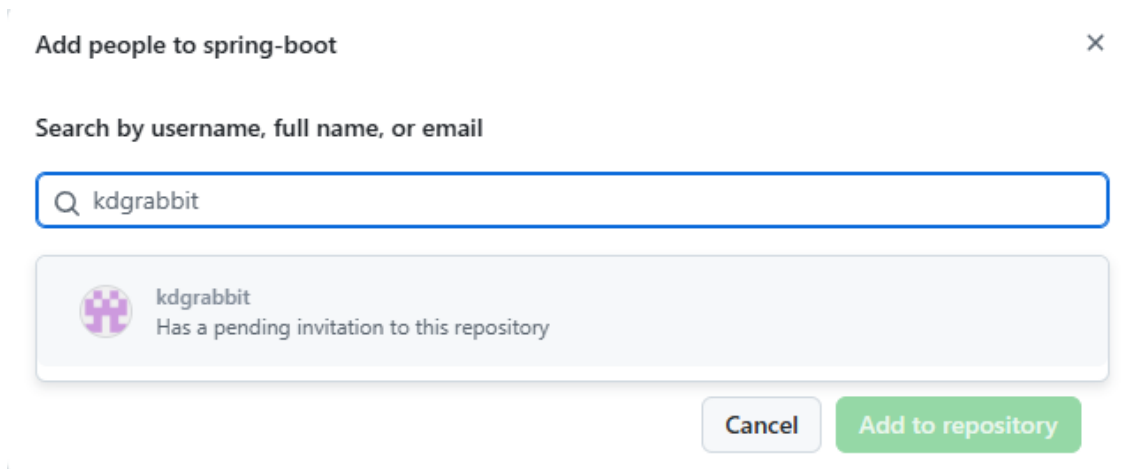 Add people to spring-boot
Search by username, full name, or email
kdgrabbit
kdgrabbit
Has a pending invitation to this repository
Cancel
Add to repository